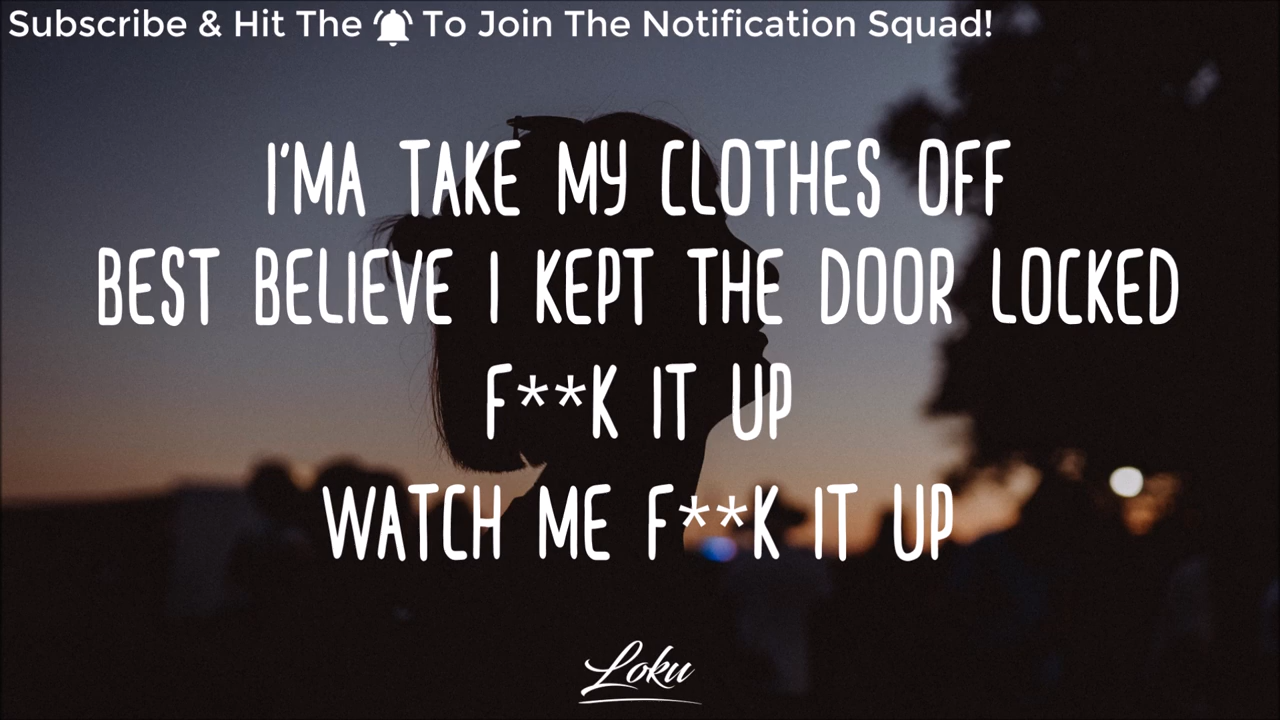 Subscribe & Hit The 🔔 To Join The Notification Squad!
I'MA TAKE MY CLOTHES OFF
BEST BELIEVE I KEPT THE DOOR LOCKED
F**K IT UP
WATCH ME F**K IT UP
Loku